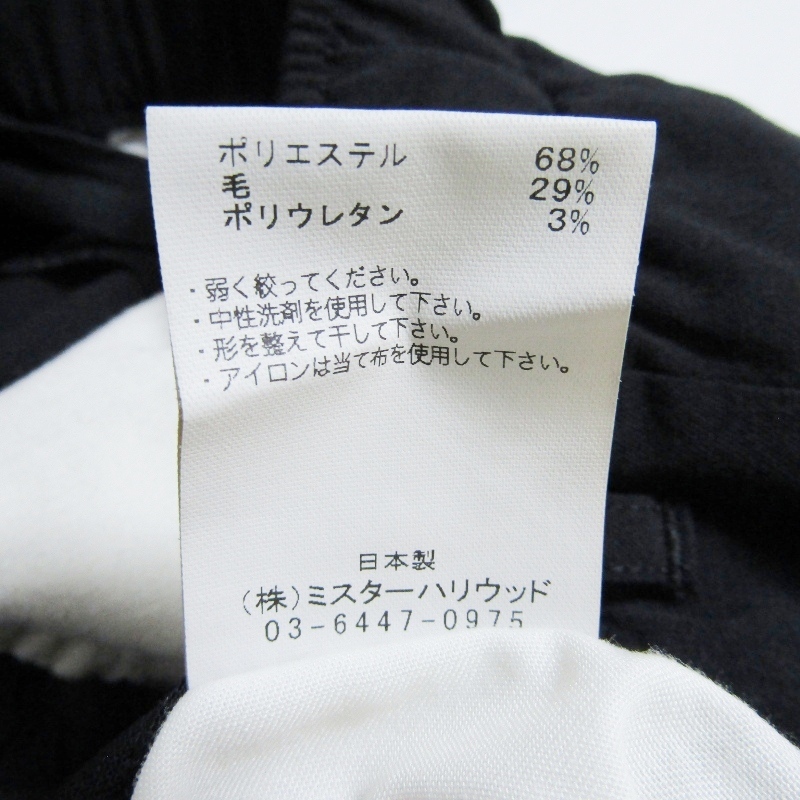 ポリエステル 68%
毛 29%
ポリウレタン 3%
・弱く絞ってください。
・中性洗剤を使用して下さい。
・形を整えて干して下さい。
・アイロンは当て布を使用して下さい。
日本製
(株)ミスターハリウッド
03-6447-0975